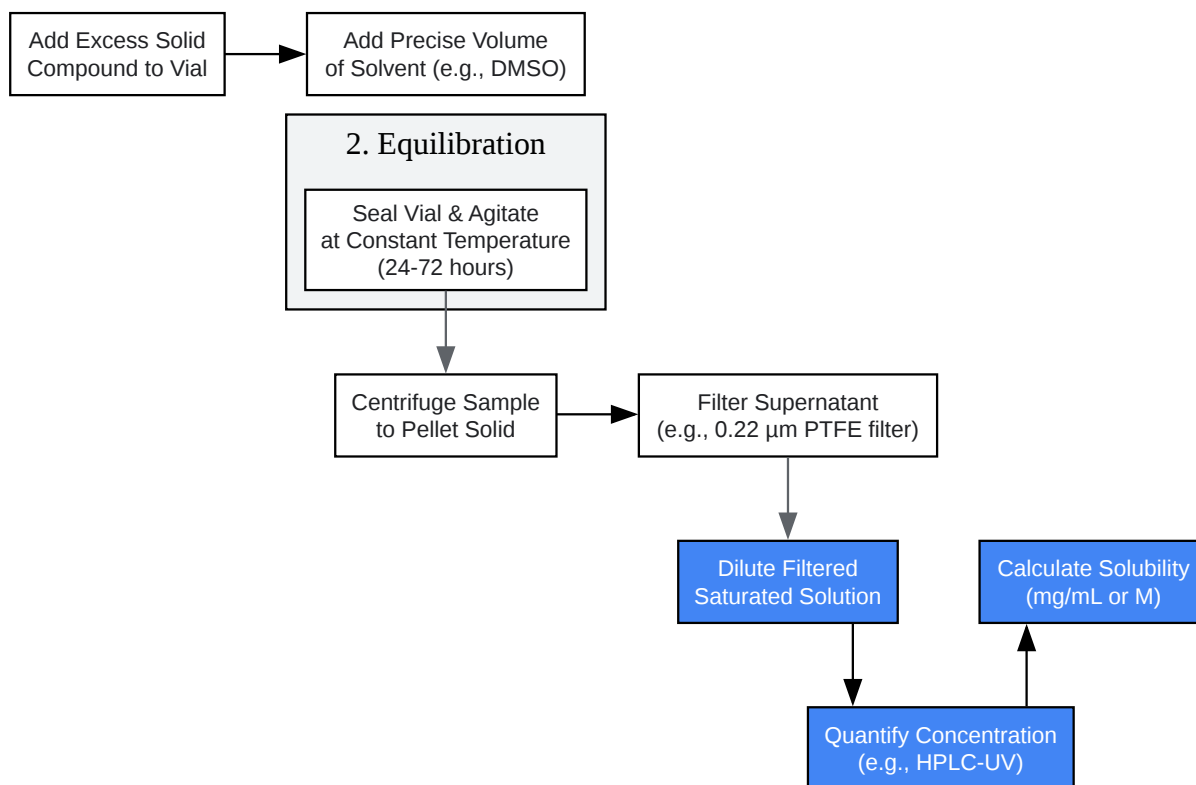 Add Excess Solid
Compound to Vial
Add Precise Volume
of Solvent (e.g., DMSO)
2. Equilibration
Seal Vial & Agitate
at Constant Temperature
(24-72 hours)
Centrifuge Sample
to Pellet Solid
Filter Supernatant
(e.g., 0.22 µm PTFE filter)
Dilute Filtered
Saturated Solution
Calculate Solubility
(mg/mL or M)
Quantify Concentration
(e.g., HPLC-UV)